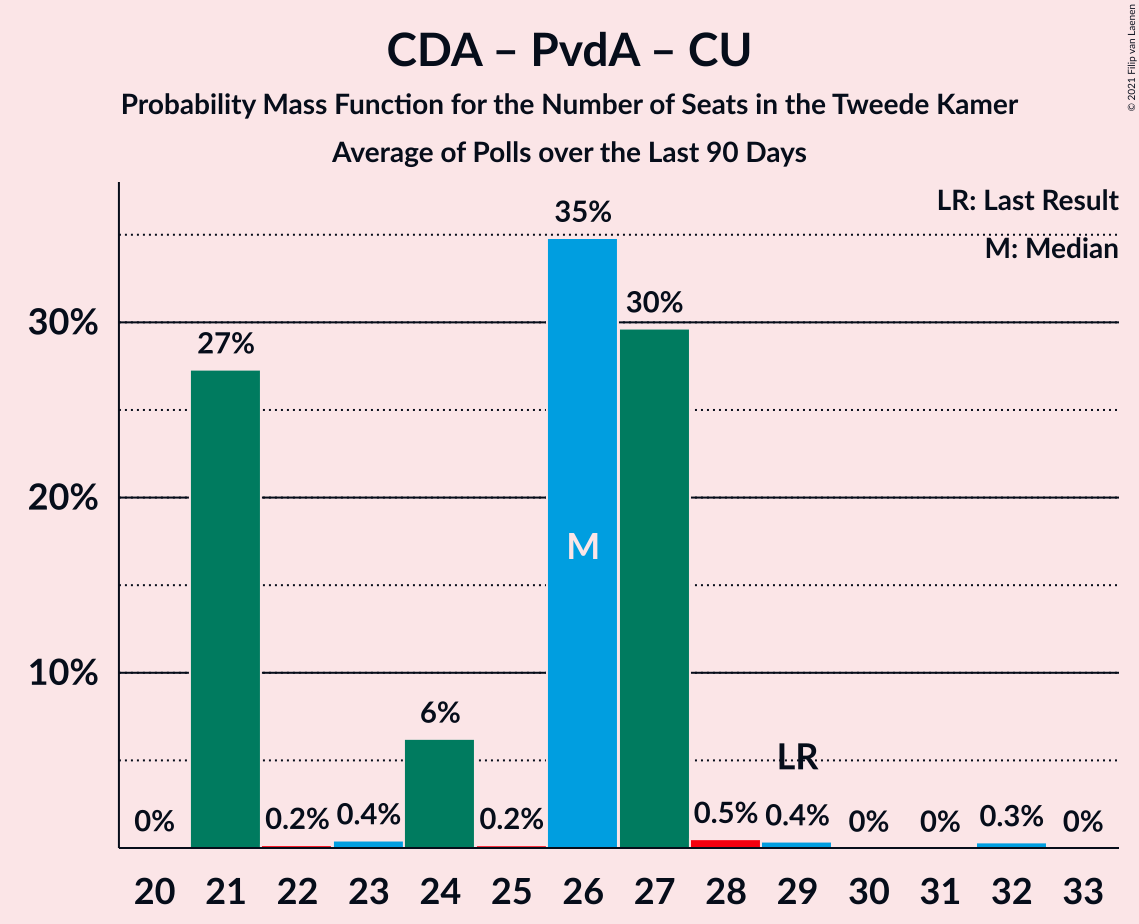 CDA – PvdA – CU
Probability Mass Function for the Number of Seats in the Tweede Kamer
Average of Polls over the Last 90 Days
© 2021 Filip van Laenen
LR: Last Result
M: Median
35%
30%
27%
30%
20%
M
10%
6%
LR
0%
0.2%
0.4%
0.2%
0.5%
0.4%
0%
0%
0.3%
0%
20 21 22 23 24 25 26 27 28 29 30 31 32 33